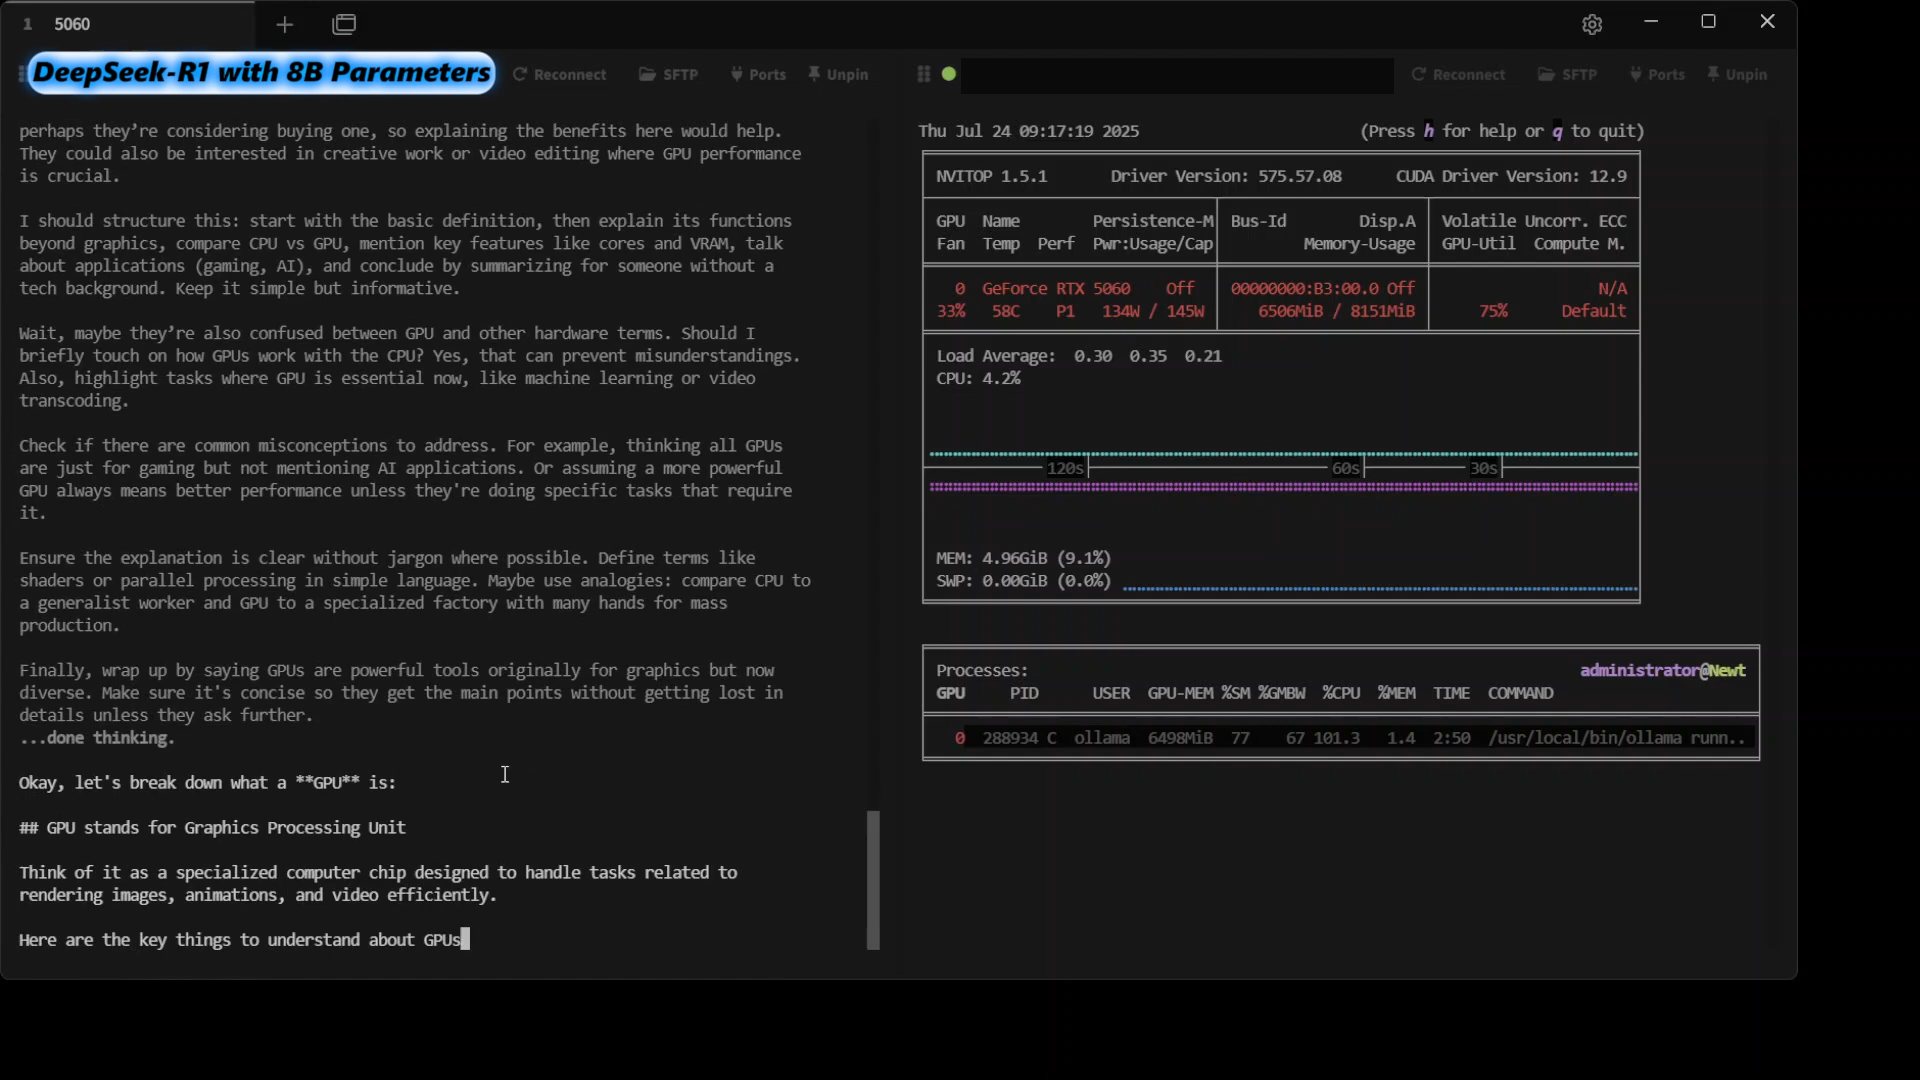 1 5060
DeepSeek-R1 with 8B Parameters
Reconnect SFTP Ports Unpin
Reconnect SFTP Ports Unpin
perhaps they’re considering buying one, so explaining the benefits here would help.
They could also be interested in creative work or video editing where GPU performance
is crucial.
I should structure this: start with the basic definition, then explain its functions
beyond graphics, compare CPU vs GPU, mention key features like cores and VRAM, talk
about applications (gaming, AI), and conclude by summarizing for someone without a
tech background. Keep it simple but informative.
Wait, maybe they’re also confused between GPU and other hardware terms. Should I
briefly touch on how GPUs work with the CPU? Yes, that can prevent misunderstandings.
Also, highlight tasks where GPU is essential now, like machine learning or video
transcoding.
Check if there are common misconceptions to address. For example, thinking all GPUs
are just for gaming but not mentioning AI applications. Or assuming a more powerful
GPU always means better performance unless they're doing specific tasks that require
it.
Ensure the explanation is clear without jargon where possible. Define terms like
shaders or parallel processing in simple language. Maybe use analogies: compare CPU to
a generalist worker and GPU to a specialized factory with many hands for mass
production.
Finally, wrap up by saying GPUs are powerful tools originally for graphics but now
diverse. Make sure it's concise so they get the main points without getting lost in
details unless they ask further.
...done thinking.
Okay, let's break down what a **GPU** is:
## GPU stands for Graphics Processing Unit
Think of it as a specialized computer chip designed to handle tasks related to
rendering images, animations, and video efficiently.
Here are the key things to understand about GPUs
Thu Jul 24 09:17:19 2025 (Press h for help or q to quit)
NVITOP 1.5.1 Driver Version: 575.57.08 CUDA Driver Version: 12.9
GPU Name Persistence-M Bus-Id Disp.A Volatile Uncorr. ECC
Fan Temp Perf Pwr:Usage/Cap Memory-Usage GPU-Util Compute M.
0 GeForce RTX 5060 Off 00000000:B3:00.0 Off N/A
33% 58C P1 134W / 145W 6506MiB / 8151MiB 75% Default
Load Average: 0.30 0.35 0.21
CPU: 4.2%
120s 60s 30s
MEM: 4.96GiB (9.1%)
SWP: 0.00GiB (0.0%)
Processes: administrator@Newt
GPU PID USER GPU-MEM %SM %GMBW %CPU %MEM TIME COMMAND
0 288934 C ollama 6498MiB 77 67 101.3 1.4 2:50 /usr/local/bin/ollama runn..